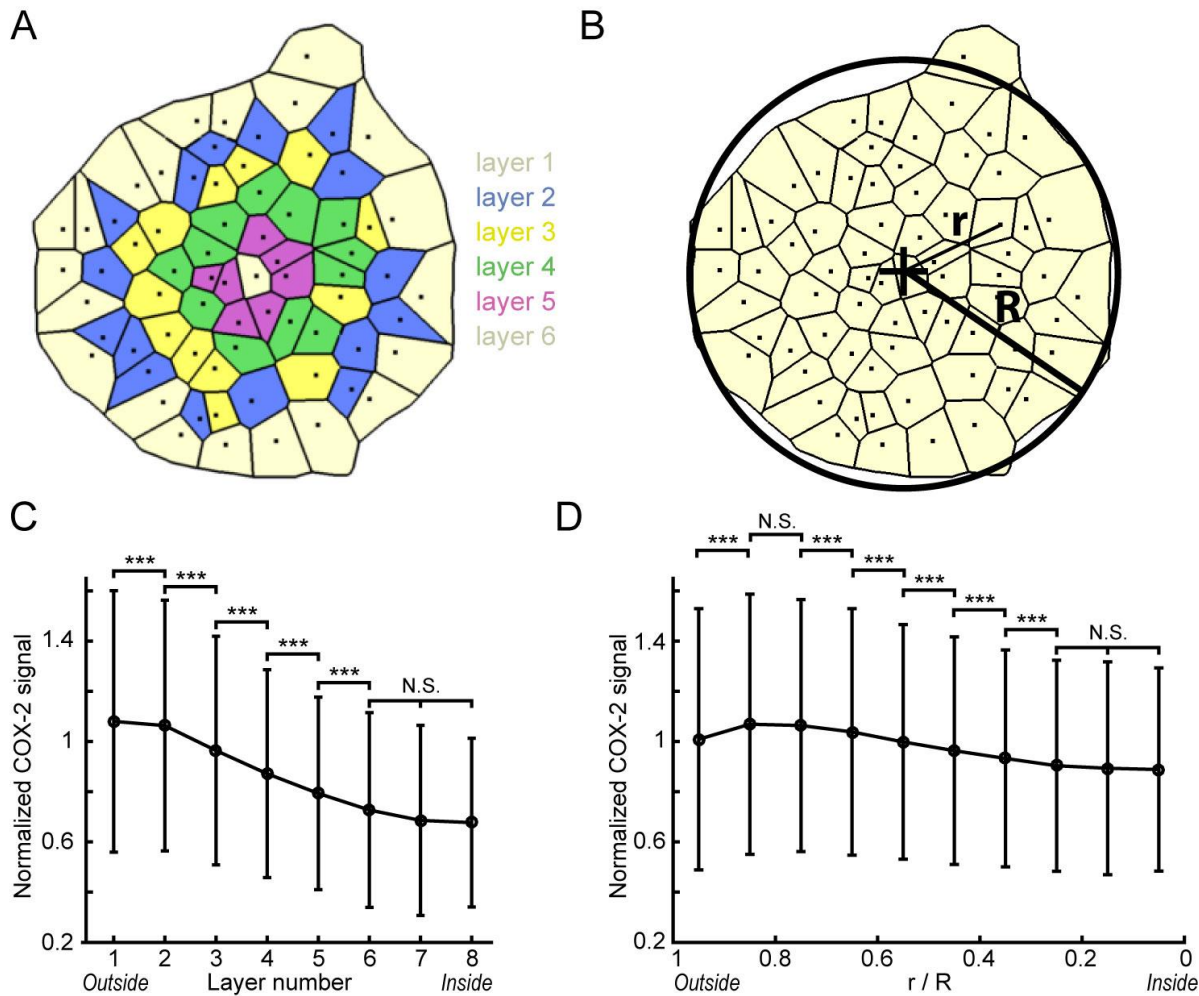 A
layer 1
layer 2
layer 3
layer 4
layer 5
layer 6
B
r
R
C
*** *** *** *** *** N.S.
Normalized COX-2 signal
1.4
1
0.6
0.2
1 2 3 4 5 6 7 8
Outside Layer number Inside
D
*** N.S. *** *** *** *** *** N.S.
Normalized COX-2 signal
1.4
1
0.6
0.2
1 0.8 0.6 0.4 0.2 0
Outside r / R Inside